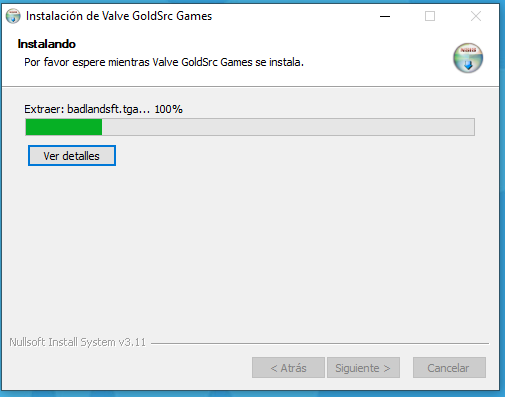 Instalación de Valve GoldSrc Games
Instalando
Por favor espere mientras Valve GoldSrc Games se instala.
Extraer: badlandsft.tga... 100%
Ver detalles
Nullsoft Install System v3.11
< Atrás
Siguiente >
Cancelar